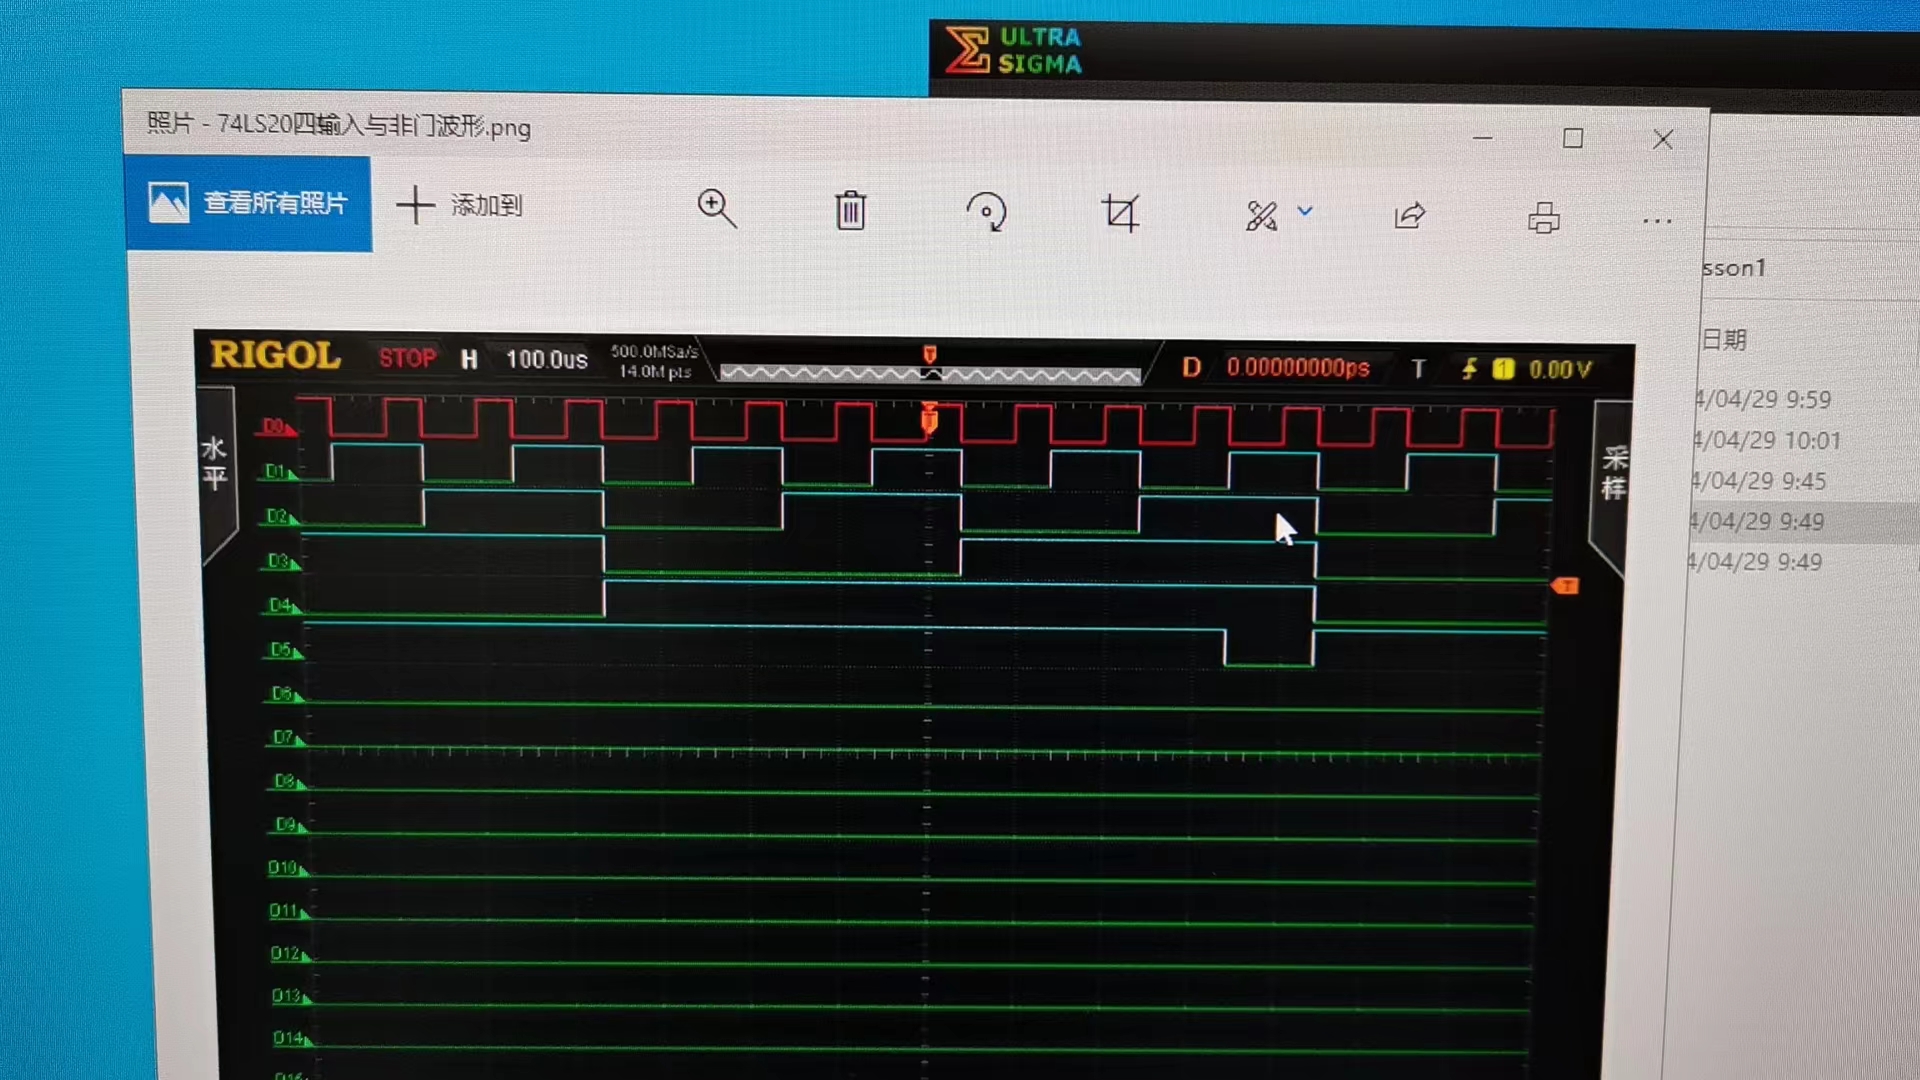 ULTRA
SIGMA
照片 - 74LS20四输入与非门波形.png
查看所有照片
添加到
sson1
日期
4/04/29 9:59
4/04/29 10:01
4/04/29 9:45
4/04/29 9:49
4/04/29 9:49
RIGOL STOP H 100.0us 500.0MSa/s 14.0M pts D 0.00000000ps T 1 0.00 V
水平
采样
T
D0
D1
D2
D3
D4
D5
D6
D7
D8
D9
D10
D11
D12
D13
D14